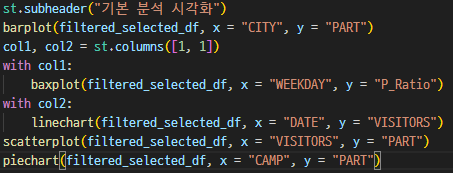 st.subheader("기본 분석 시각화")
barplot(filtered_selected_df, x = "CITY", y = "PART")
col1, col2 = st.columns([1, 1])
with col1:
    baxplot(filtered_selected_df, x = "WEEKDAY", y = "P_Ratio")
with col2:
    linechart(filtered_selected_df, x = "DATE", y = "VISITORS")
scatterplot(filtered_selected_df, x = "VISITORS", y = "PART")
piechart(filtered_selected_df, x = "CAMP", y = "PART")